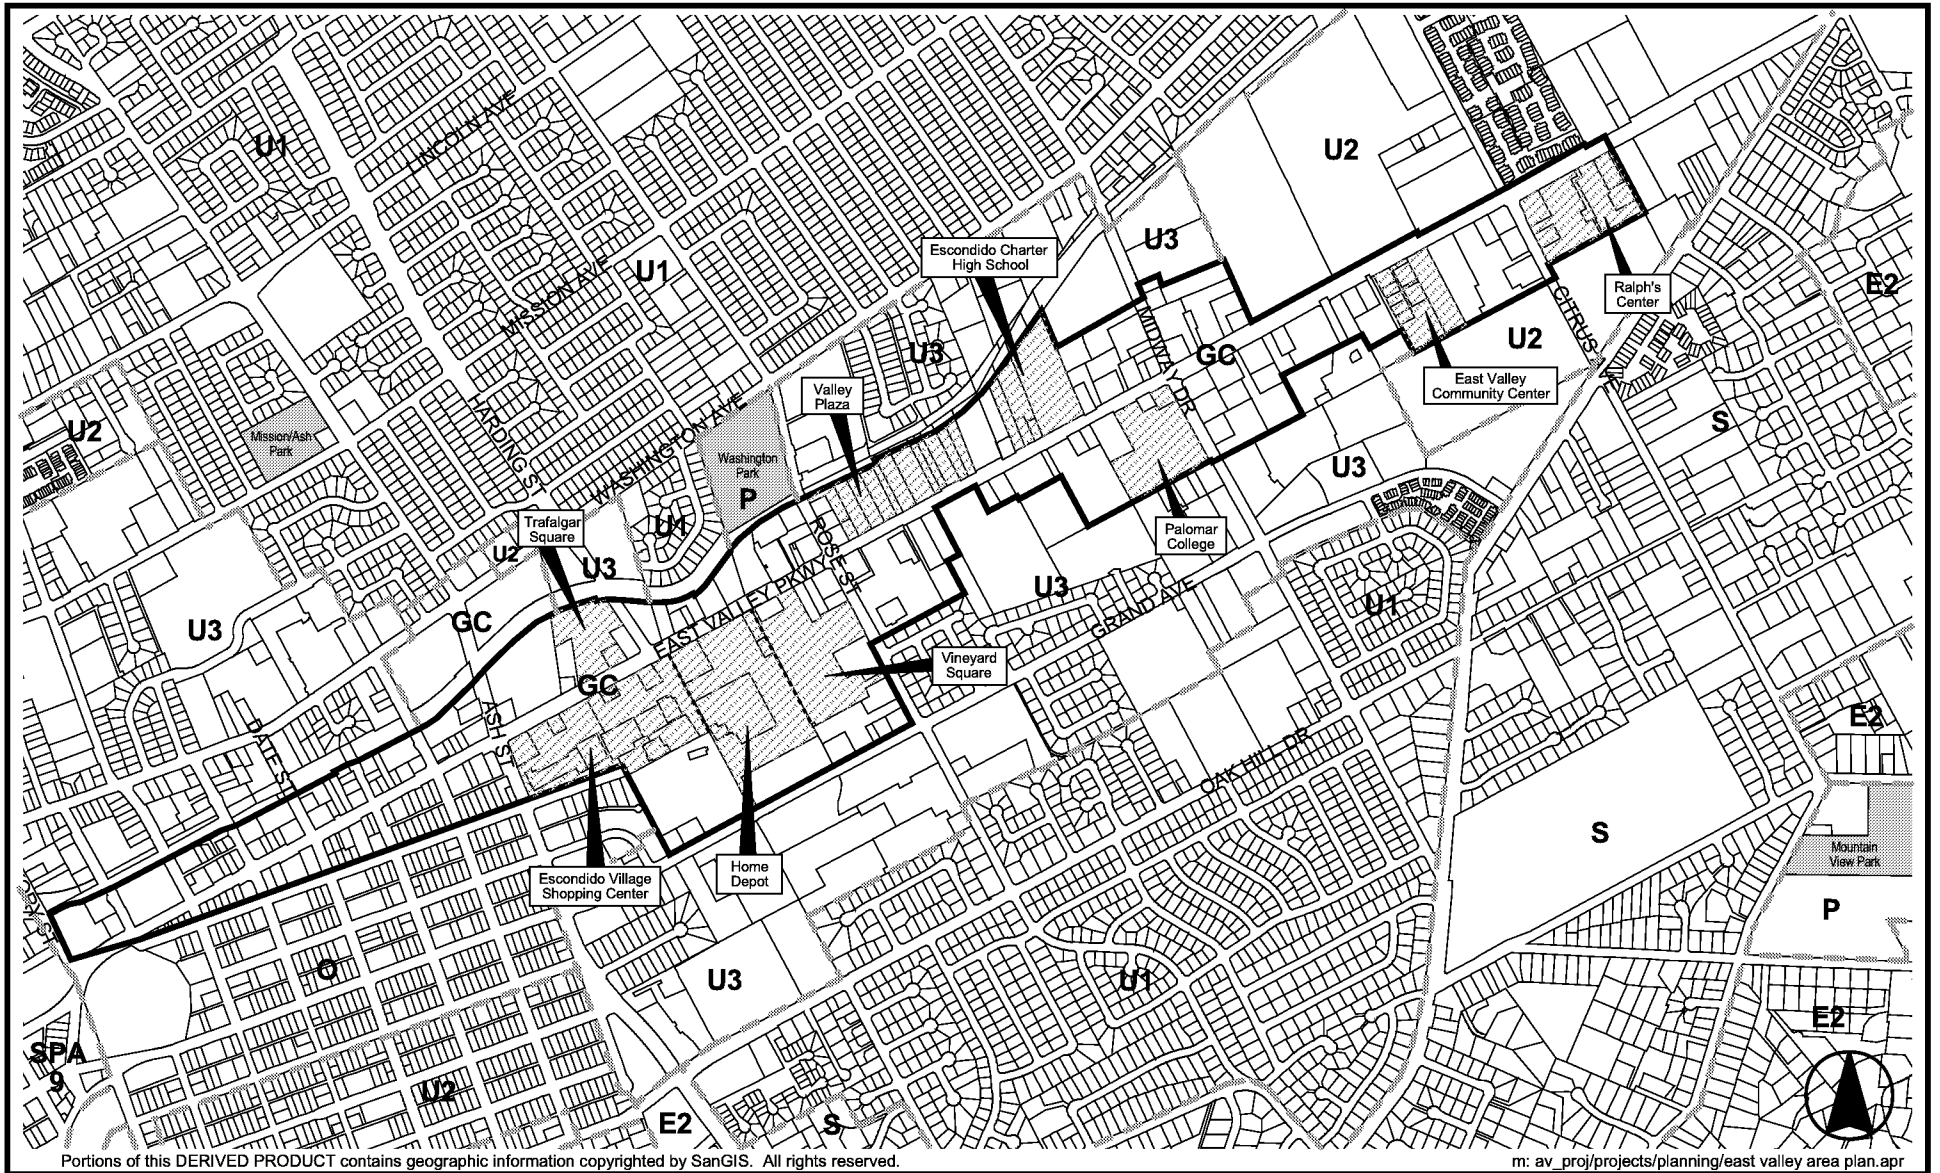 U1
LINCOLN AVE
U2
U3
Escondido Charter
High School
U1
MISSION AVE
E2
Ralph's
Center
CITRUS AVE
U2
MIDWAY DR
GC
U3
Valley
Plaza
East Valley
Community Center
U2
Mission/Ash
Park
HARDING ST
WASHINGTON AVE
Washington
Park
P
S
U3
Trafalgar
Square
U1
ROSE ST
Palomar
College
U2
U3
U3
GC
U3
EAST VALLEY PKWY
GRAND AVE
U1
Vineyard
Square
GC
ASH ST
DATE ST
E2
OAK HILL DR
S
Mountain
View Park
Escondido Village
Shopping Center
Home
Depot
P
O
U3
U1
SPA
9
E2
U2
E2
S
Portions of this DERIVED PRODUCT contains geographic information copyrighted by SanGIS. All rights reserved.
m: av_proj/projects/planning/east valley area plan.apr